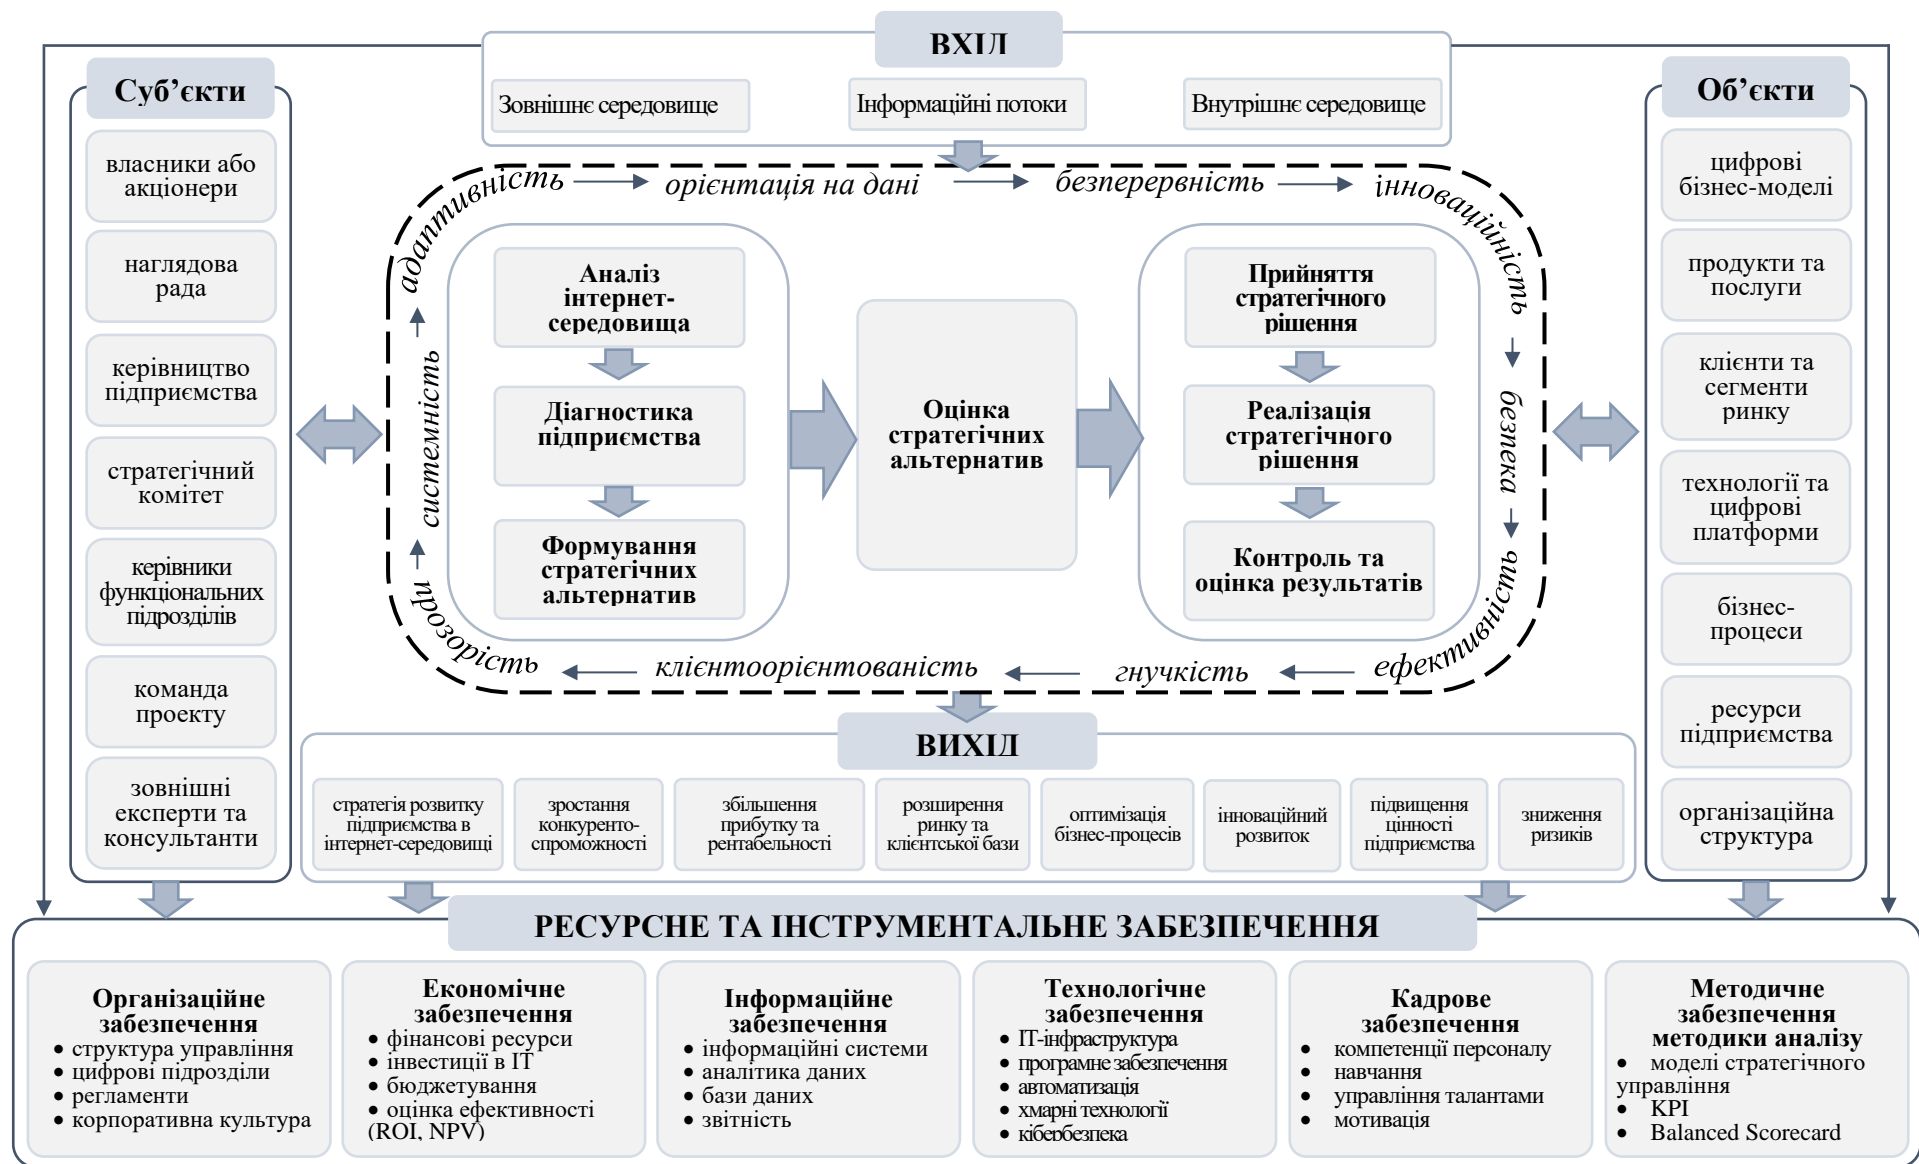 ВХІД
Зовнішнє середовище
Інформаційні потоки
Внутрішнє середовище
Суб’єкти
власники або
акціонери
наглядова
рада
керівництво
підприємства
стратегічний
комітет
керівники
функціональних
підрозділів
команда
проекту
зовнішні
експерти та
консультанти
адаптивність
орієнтація на дані
безперервність
інноваційність
безпека
ефективність
гнучкість
клієнтоорієнтованість
прозорість
системність
Аналіз
інтернет-
середовища
Діагностика
підприємства
Формування
стратегічних
альтернатив
Оцінка
стратегічних
альтернатив
Прийняття
стратегічного
рішення
Реалізація
стратегічного
рішення
Контроль та
оцінка результатів
Об’єкти
цифрові
бізнес-моделі
продукти та
послуги
клієнти та
сегменти
ринку
технології та
цифрові
платформи
бізнес-
процеси
ресурси
підприємства
організаційна
структура
ВИХІД
стратегія розвитку
підприємства в
інтернет-середовищі
зростання
конкуренто-
спроможності
збільшення
прибутку та
рентабельності
розширення
ринку та
клієнтської бази
оптимізація
бізнес-процесів
інноваційний
розвиток
підвищення
цінності
підприємства
зниження
ризиків
РЕСУРСНЕ ТА ІНСТРУМЕНТАЛЬНЕ ЗАБЕЗПЕЧЕННЯ
Організаційне
забезпечення
• структура управління
• цифрові підрозділи
• регламенти
• корпоративна культура
Економічне
забезпечення
• фінансові ресурси
• інвестиції в ІТ
• бюджетування
• оцінка ефективності
(ROI, NPV)
Інформаційне
забезпечення
• інформаційні системи
• аналітика даних
• бази даних
• звітність
Технологічне
забезпечення
• ІТ-інфраструктура
• програмне забезпечення
• автоматизація
• хмарні технології
• кібербезпека
Кадрове
забезпечення
• компетенції персоналу
• навчання
• управління талантами
• мотивація
Методичне
забезпечення
методики аналізу
• моделі стратегічного
управління
• KPI
• Balanced Scorecard